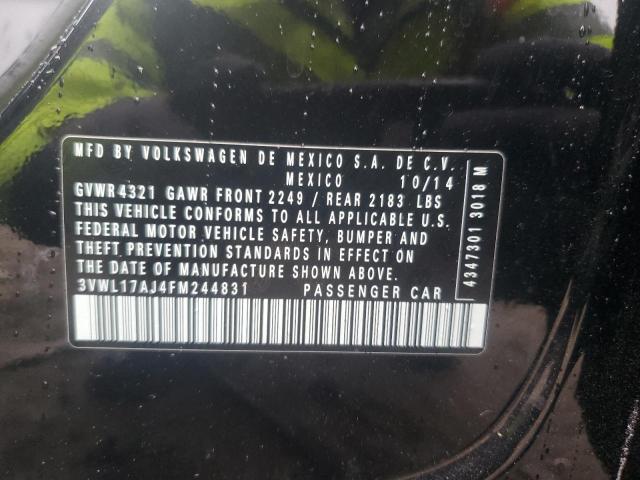 MFD BY VOLKSWAGEN DE MEXICO S.A. DE C.V.
MEXICO 10/14
GVWR 4321 GAWR FRONT 2249 / REAR 2183 LBS
THIS VEHICLE CONFORMS TO ALL APPLICABLE U.S.
FEDERAL MOTOR VEHICLE SAFETY, BUMPER AND
THEFT PREVENTION STANDARDS IN EFFECT ON
THE DATE OF MANUFACTURE SHOWN ABOVE.
3VWL17AJ4FM244831 PASSENGER CAR
4347301 3018 M